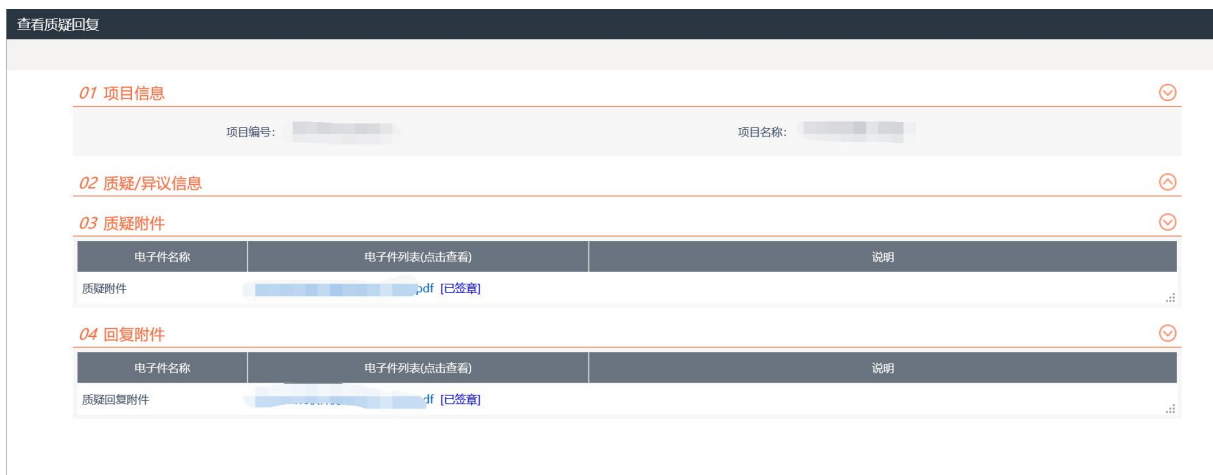 查看质疑回复
01 项目信息
项目编号: 项目名称:
02 质疑/异议信息
03 质疑附件
电子件名称 电子件列表(点击查看) 说明
质疑附件 pdf [已签章]
04 回复附件
电子件名称 电子件列表(点击查看) 说明
质疑回复附件 df [已签章]